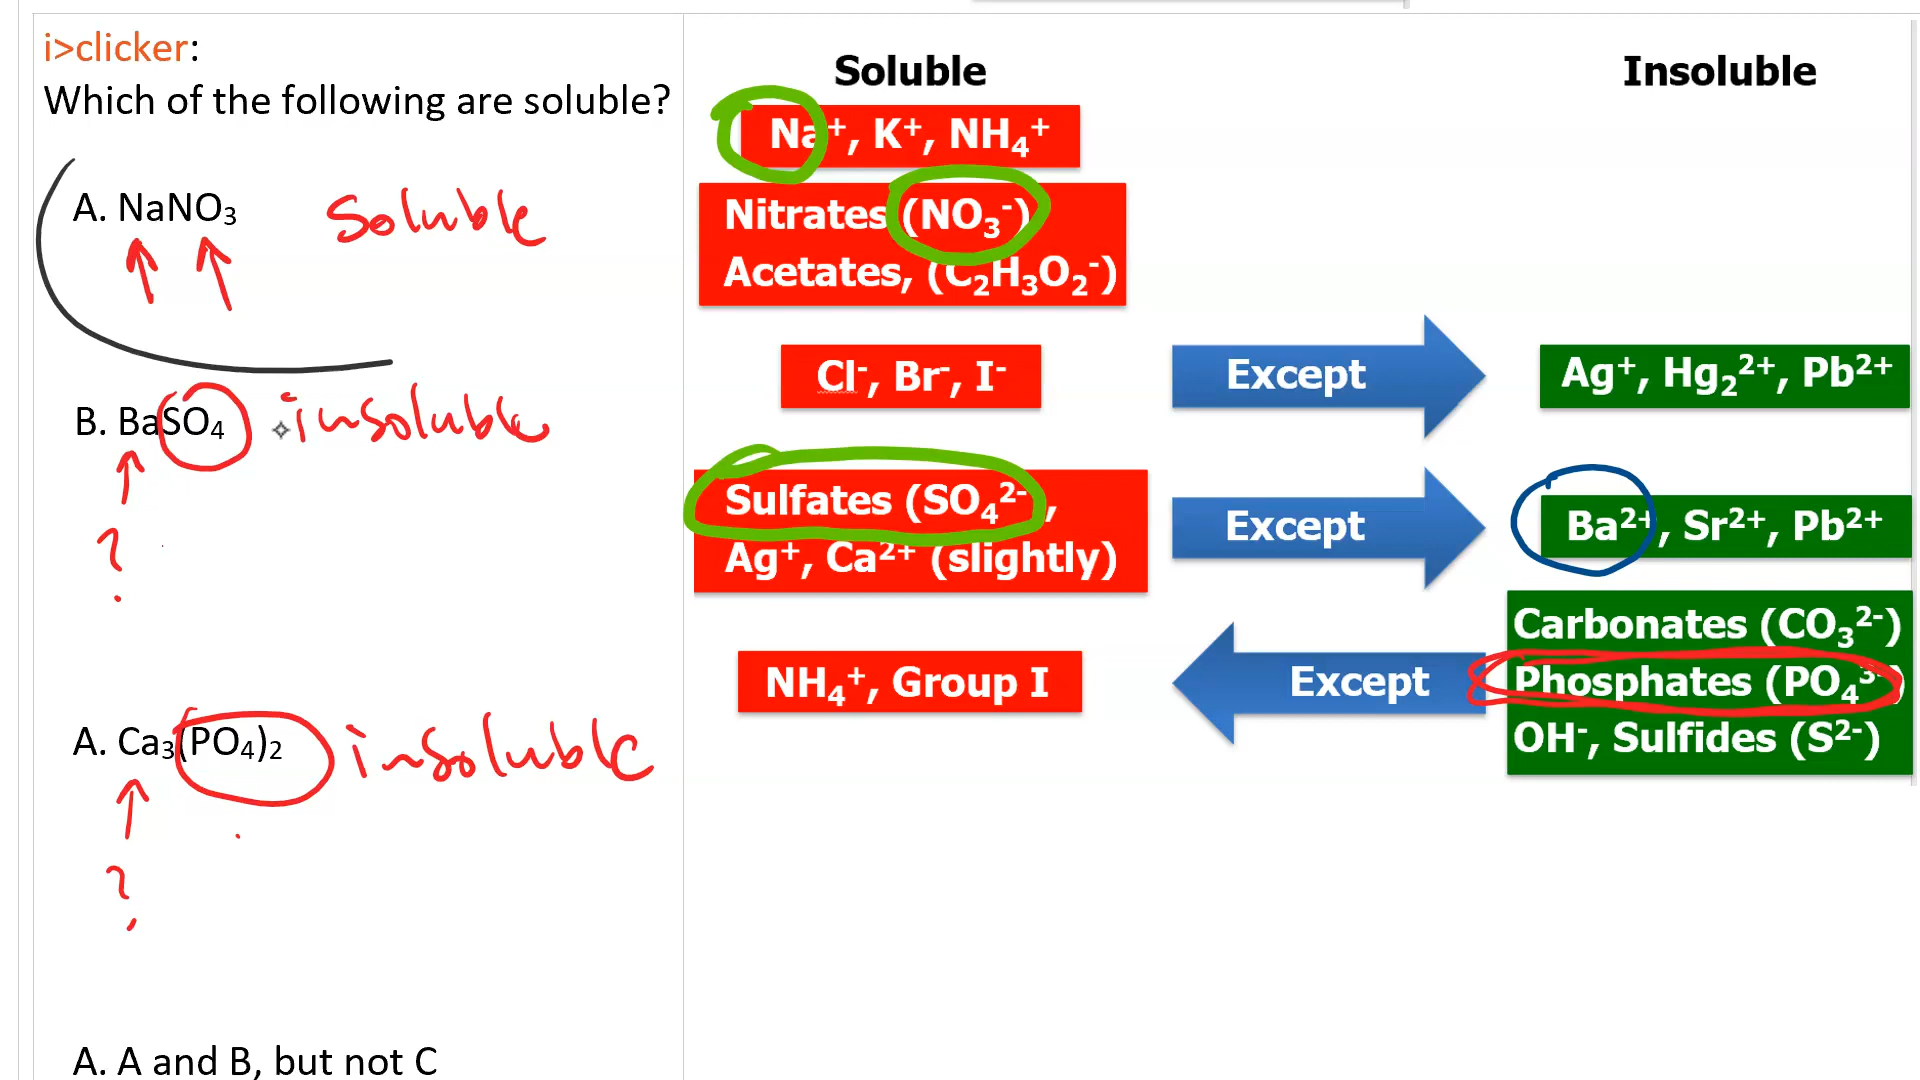 i>clicker:
Which of the following are soluble?
A. NaNO₃ soluble
B. BaSO₄ insoluble
?
A. Ca₃(PO₄)₂ insoluble
?
A. A and B, but not C
Soluble Insoluble
Na⁺, K⁺, NH₄⁺
Nitrates (NO₃⁻)
Acetates, (C₂H₃O₂⁻)
Cl⁻, Br⁻, I⁻ Except Ag⁺, Hg₂²⁺, Pb²⁺
Sulfates (SO₄²⁻,
Ag⁺, Ca²⁺ (slightly)
Except Ba²⁺, Sr²⁺, Pb²⁺
Carbonates (CO₃²⁻)
NH₄⁺, Group I Except Phosphates (PO₄³⁻)
OH⁻, Sulfides (S²⁻)